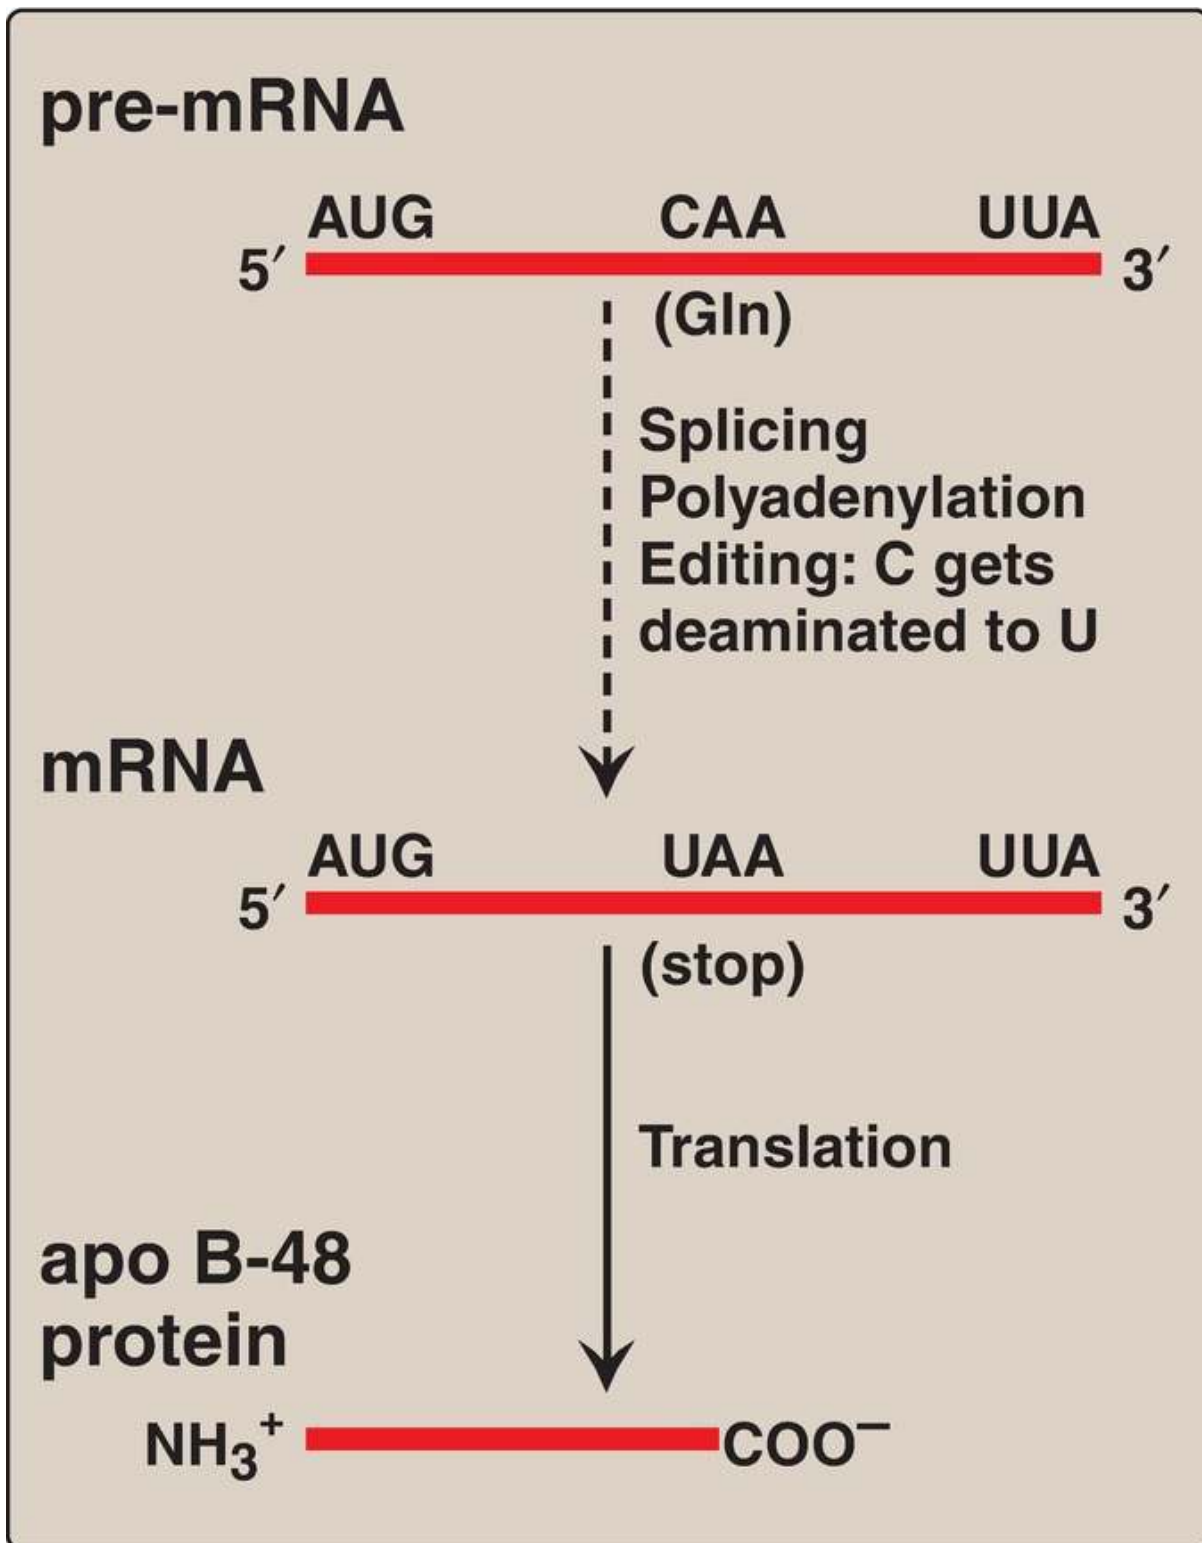 pre-mRNA
AUG CAA UUA
5′ 3′
(Gln)
Splicing
Polyadenylation
Editing: C gets
deaminated to U
mRNA
AUG UAA UUA
5′ 3′
(stop)
Translation
apo B-48
protein
NH₃⁺ COO⁻